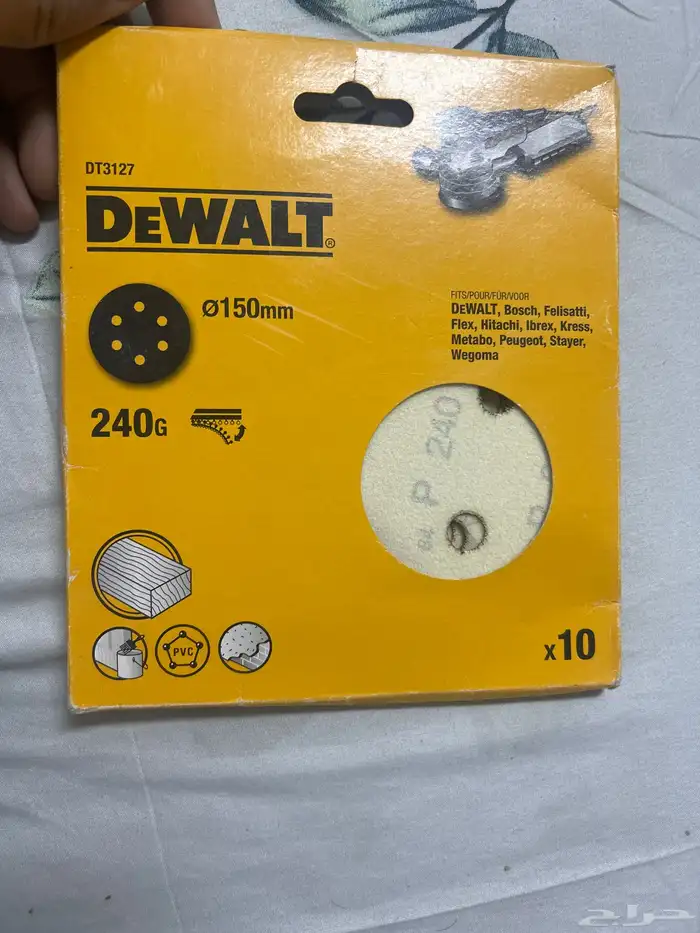 DT3127
DEWALT®
Ø150mm
FITS/POUR/FÜR/VOOR
DEWALT, Bosch, Felisatti,
Flex, Hitachi, Ibrex, Kress,
Metabo, Peugeot, Stayer,
Wegoma
240G
P 240
PVC
x10
حراج